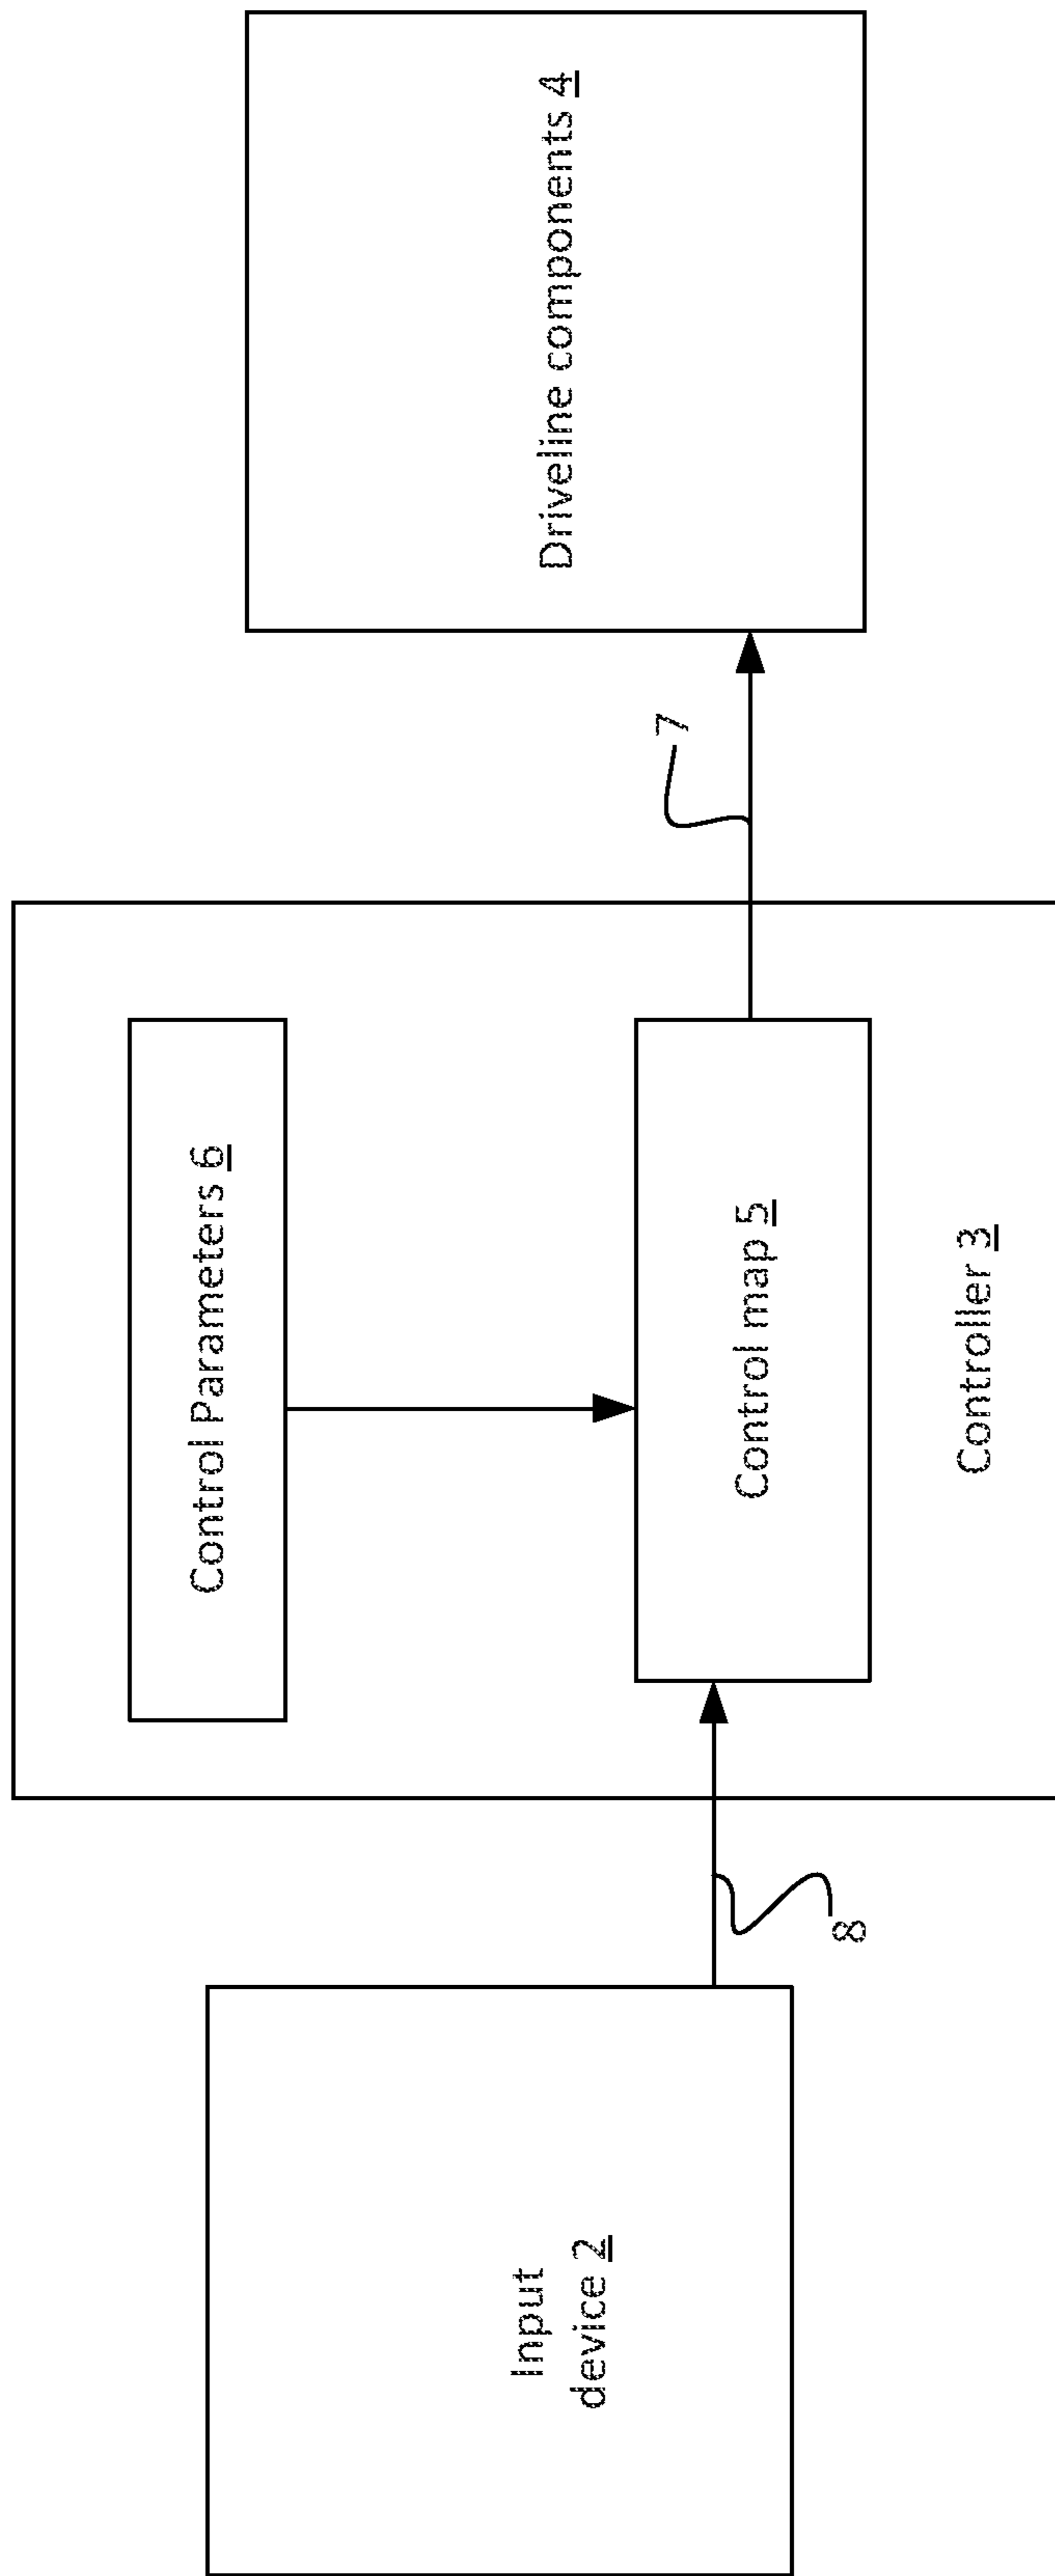 Input
device 2
8
Control Parameters 6
Control map 5
Controller 3
7
Driveline components 4